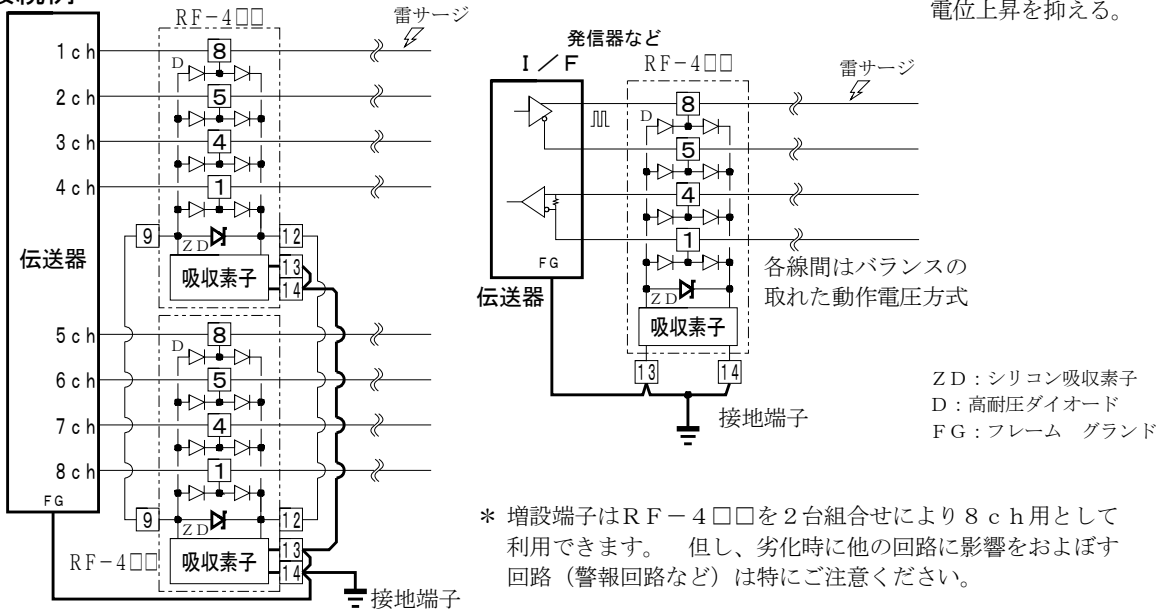 電位上昇を抑える。
RF-4□□
雷サージ
1ch
8
D
2ch
5
3ch
4
4ch
1
9
ZD
12
伝送器
吸収素子
13
14
5ch
8
D
6ch
5
7ch
4
8ch
1
FG
9
ZD
12
RF-4□□
吸収素子
13
14
接地端子
発信器など
I/F
RF-4□□
雷サージ
8
D
5
4
1
FG
伝送器
ZD
吸収素子
13
14
接地端子
各線間はバランスの
取れた動作電圧方式
ZD:シリコン吸収素子
D:高耐圧ダイオード
FG:フレーム グランド
* 増設端子はRF-4□□を2台組合せにより8ch用として
利用できます。 但し、劣化時に他の回路に影響をおよぼす
回路(警報回路など)は特にご注意ください。